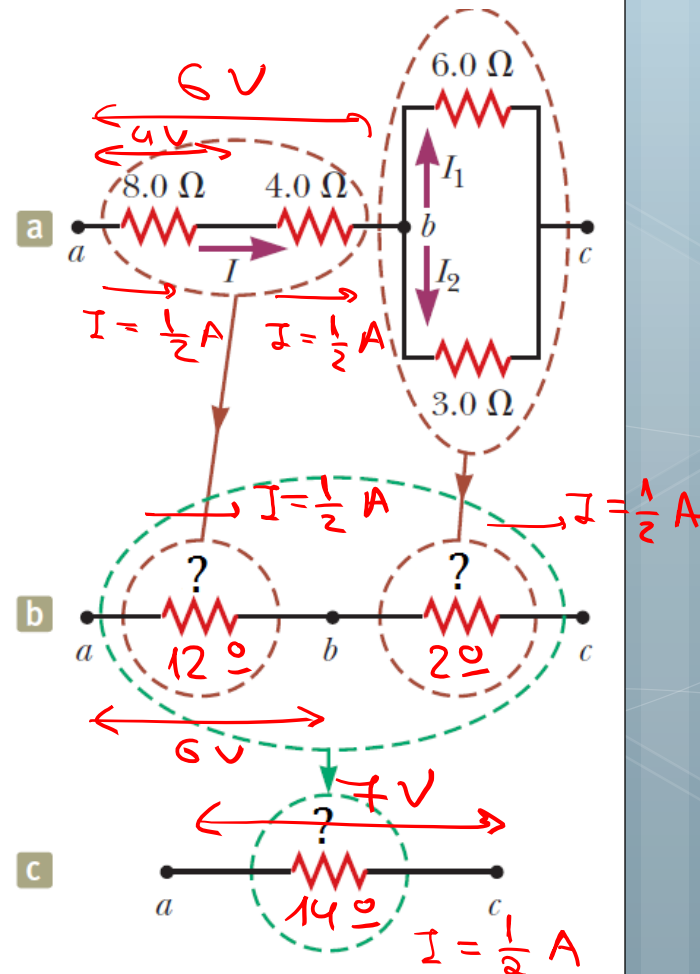 6 V
4 V
6.0 Ω
8.0 Ω 4.0 Ω
I₁
a
a b c
I
I₂
I = 1/2 A I = 1/2 A
3.0 Ω
I = 1/2 A I = 1/2 A
? ?
b
a 12 Ω b 2 Ω c
6 V
7 V
?
c
a 14 Ω c
I = 1/2 A